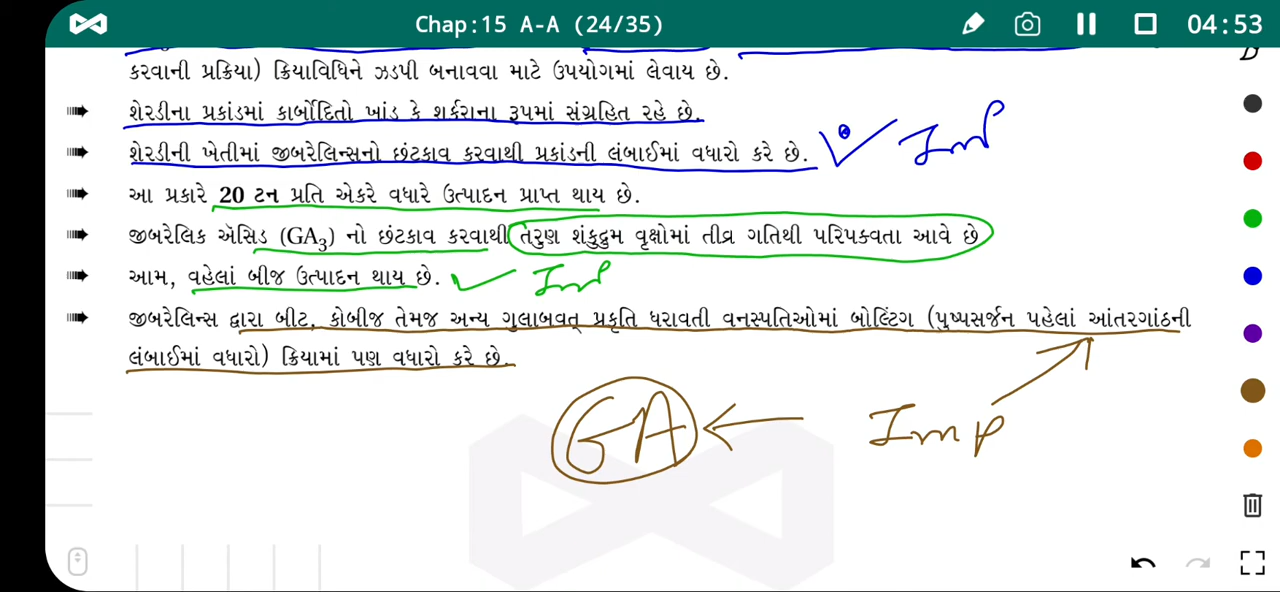 Chap:15 A-A (24/35)
04:53
કરવાની પ્રક્રિયા) ક્રિયાવિધિને ઝડપી બનાવવા માટે ઉપયોગમાં લેવાય છે.
શેરડીના પ્રકાંડમાં કાર્બોદિતો ખાંડ કે શર્કરાના રૂપમાં સંગ્રહિત રહે છે.
શેરડીની ખેતીમાં જીબરેલિન્સનો છંટકાવ કરવાથી પ્રકાંડની લંબાઈમાં વધારો કરે છે. Imp
આ પ્રકારે 20 ટન પ્રતિ એકરે વધારે ઉત્પાદન પ્રાપ્ત થાય છે.
જીબરેલિક ઍસિડ (GA3) નો છંટકાવ કરવાથી તરુણ શંકુદ્રુમ વૃક્ષોમાં તીવ્ર ગતિથી પરિપક્વતા આવે છે
આમ, વહેલાં બીજ ઉત્પાદન થાય છે. Imp
જીબરેલિન્સ દ્વારા બીટ, કોબીજ તેમજ અન્ય ગુલાબવત્ પ્રકૃતિ ધરાવતી વનસ્પતિઓમાં બોલ્ટિંગ (પુષ્પસર્જન પહેલાં આંતરગાંઠની
લંબાઈમાં વધારો) ક્રિયામાં પણ વધારો કરે છે.
GA ← Imp